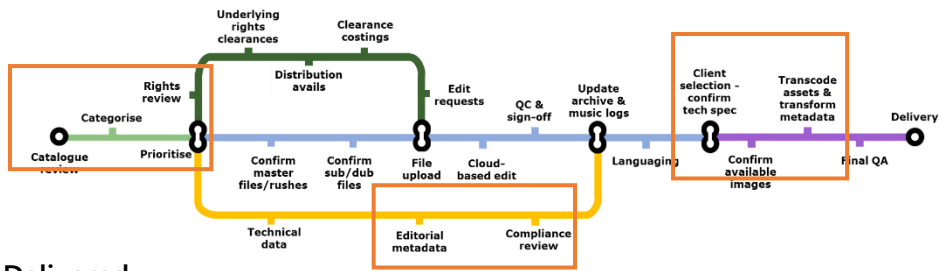 Underlying
rights
clearances
Clearance
costings
Distribution
avails
Rights
review
Categorise
Catalogue
review
Prioritise
Edit
requests
QC &
sign-off
Update
archive &
music logs
Client
selection -
confirm
tech spec
Transcode
assets &
transform
metadata
Delivery
Confirm
master
files/rushes
Confirm
sub/dub
files
File
upload
Cloud-
based edit
Languaging
Confirm
available
images
Final QA
Technical
data
Editorial
metadata
Compliance
review
Delivered